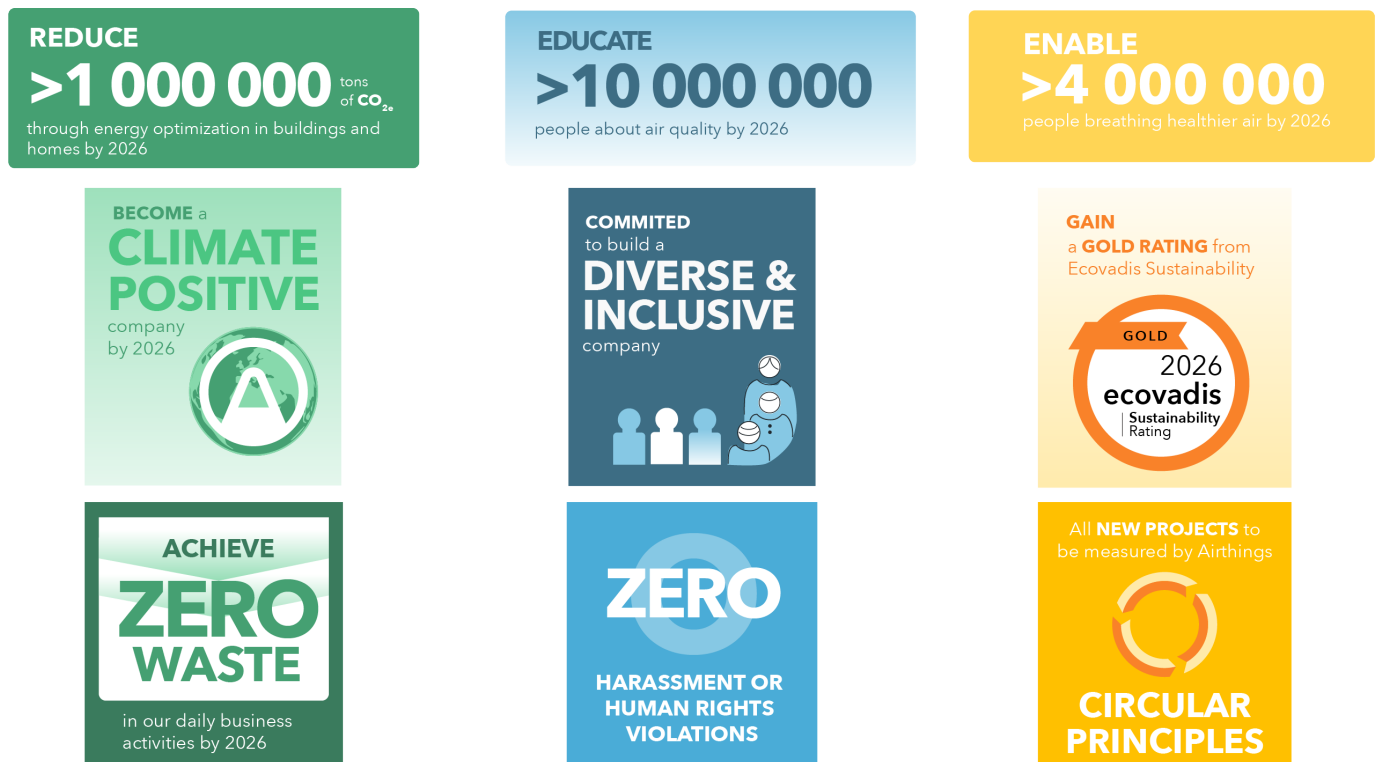 REDUCE
>1 000 000 tons of CO2e
through energy optimization in buildings and
homes by 2026
EDUCATE
>10 000 000
people about air quality by 2026
ENABLE
>4 000 000
people breathing healthier air by 2026
BECOME a
CLIMATE
POSITIVE
company
by 2026
COMMITED
to build a
DIVERSE &
INCLUSIVE
company
GAIN
a GOLD RATING from
Ecovadis Sustainability
GOLD
2026
ecovadis
Sustainability
Rating
ACHIEVE
ZERO
WASTE
in our daily business
activities by 2026
ZERO
HARASSMENT OR
HUMAN RIGHTS
VIOLATIONS
All NEW PROJECTS to
be measured by Airthings
CIRCULAR
PRINCIPLES